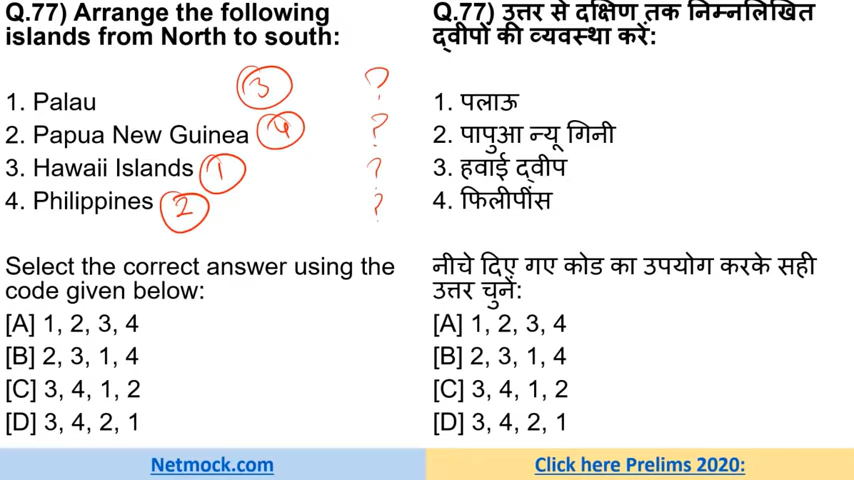 Q.77) Arrange the following
islands from North to south:
1. Palau 3 ?
2. Papua New Guinea 4 ?
3. Hawaii Islands 1 ?
4. Philippines 2 ?
Select the correct answer using the
code given below:
[A] 1, 2, 3, 4
[B] 2, 3, 1, 4
[C] 3, 4, 1, 2
[D] 3, 4, 2, 1
Netmock.com
Q.77) उत्तर से दक्षिण तक निम्नलिखित
द्वीपों की व्यवस्था करें:
1. पलाऊ
2. पापुआ न्यू गिनी
3. हवाई द्वीप
4. फिलीपींस
नीचे दिए गए कोड का उपयोग करके सही
उत्तर चुनें:
[A] 1, 2, 3, 4
[B] 2, 3, 1, 4
[C] 3, 4, 1, 2
[D] 3, 4, 2, 1
Click here Prelims 2020: